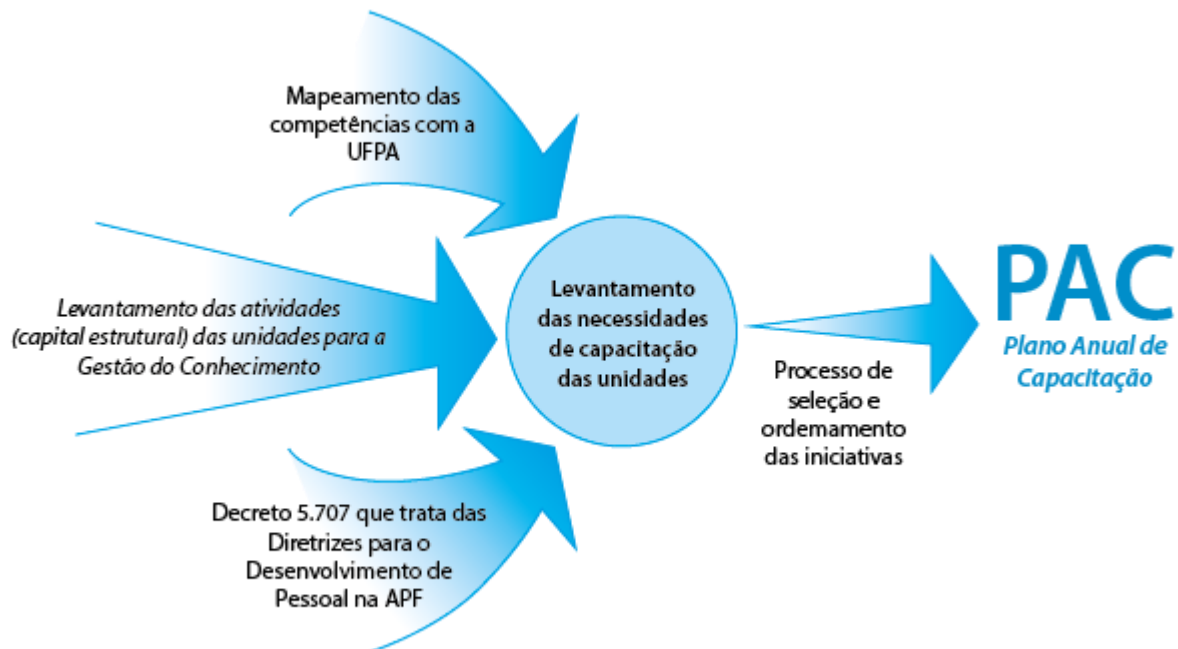 Mapeamento das
competências com a
UFPA
Levantamento das atividades
(capital estrutural) das unidades para a
Gestão do Conhecimento
Decreto 5.707 que trata das
Diretrizes para o
Desenvolvimento de
Pessoal na APF
Levantamento
das necessidades
de capacitação
das unidades
Processo de
seleção e
ordemamento
das iniciativas
PAC
Plano Anual de
Capacitação